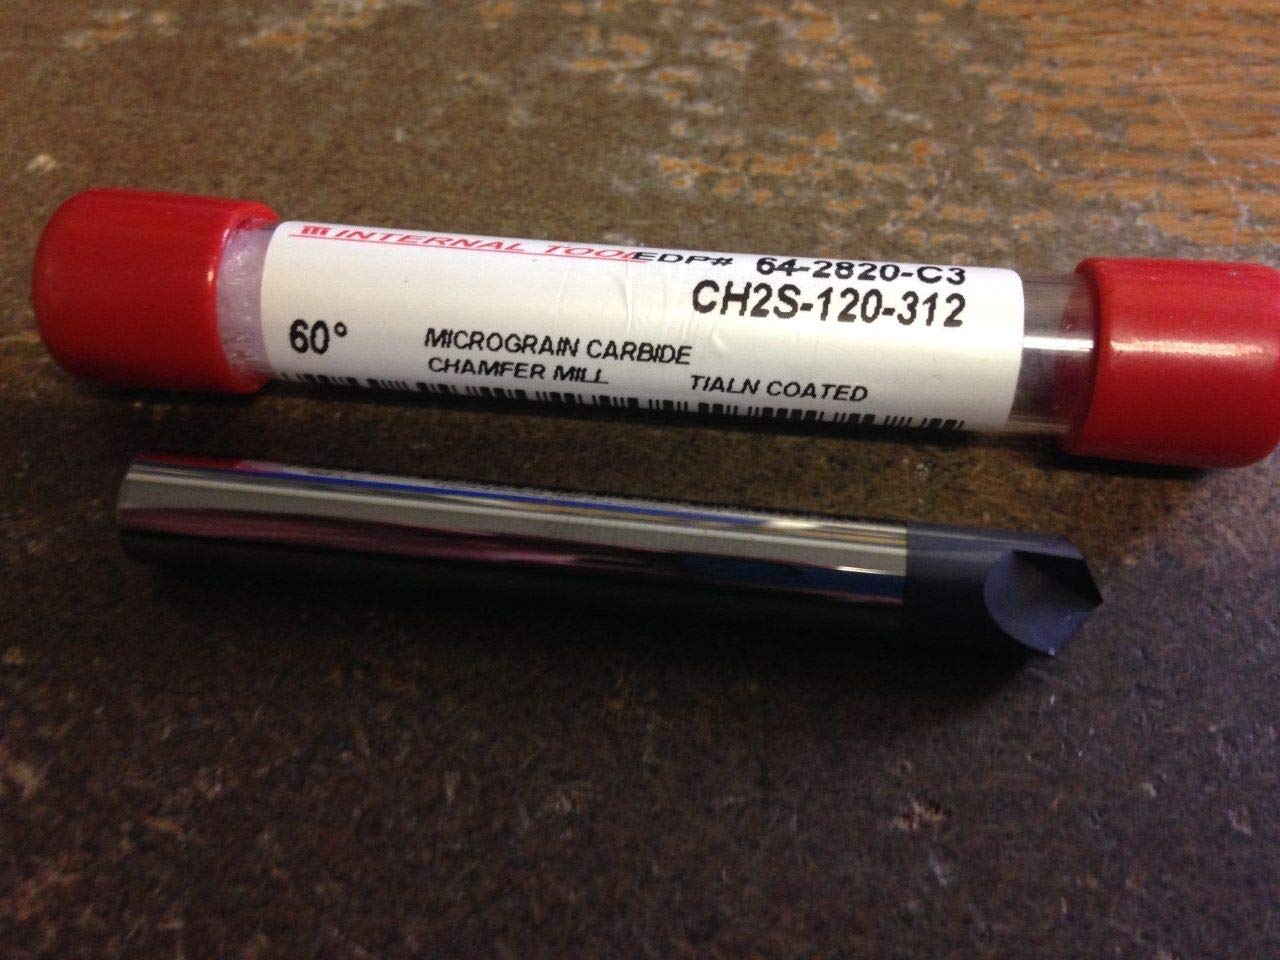 INTERNAL TOOL EDP# 64-2820-C3
CH2S-120-312
60° MICROGRAIN CARBIDE
CHAMFER MILL TIALN COATED